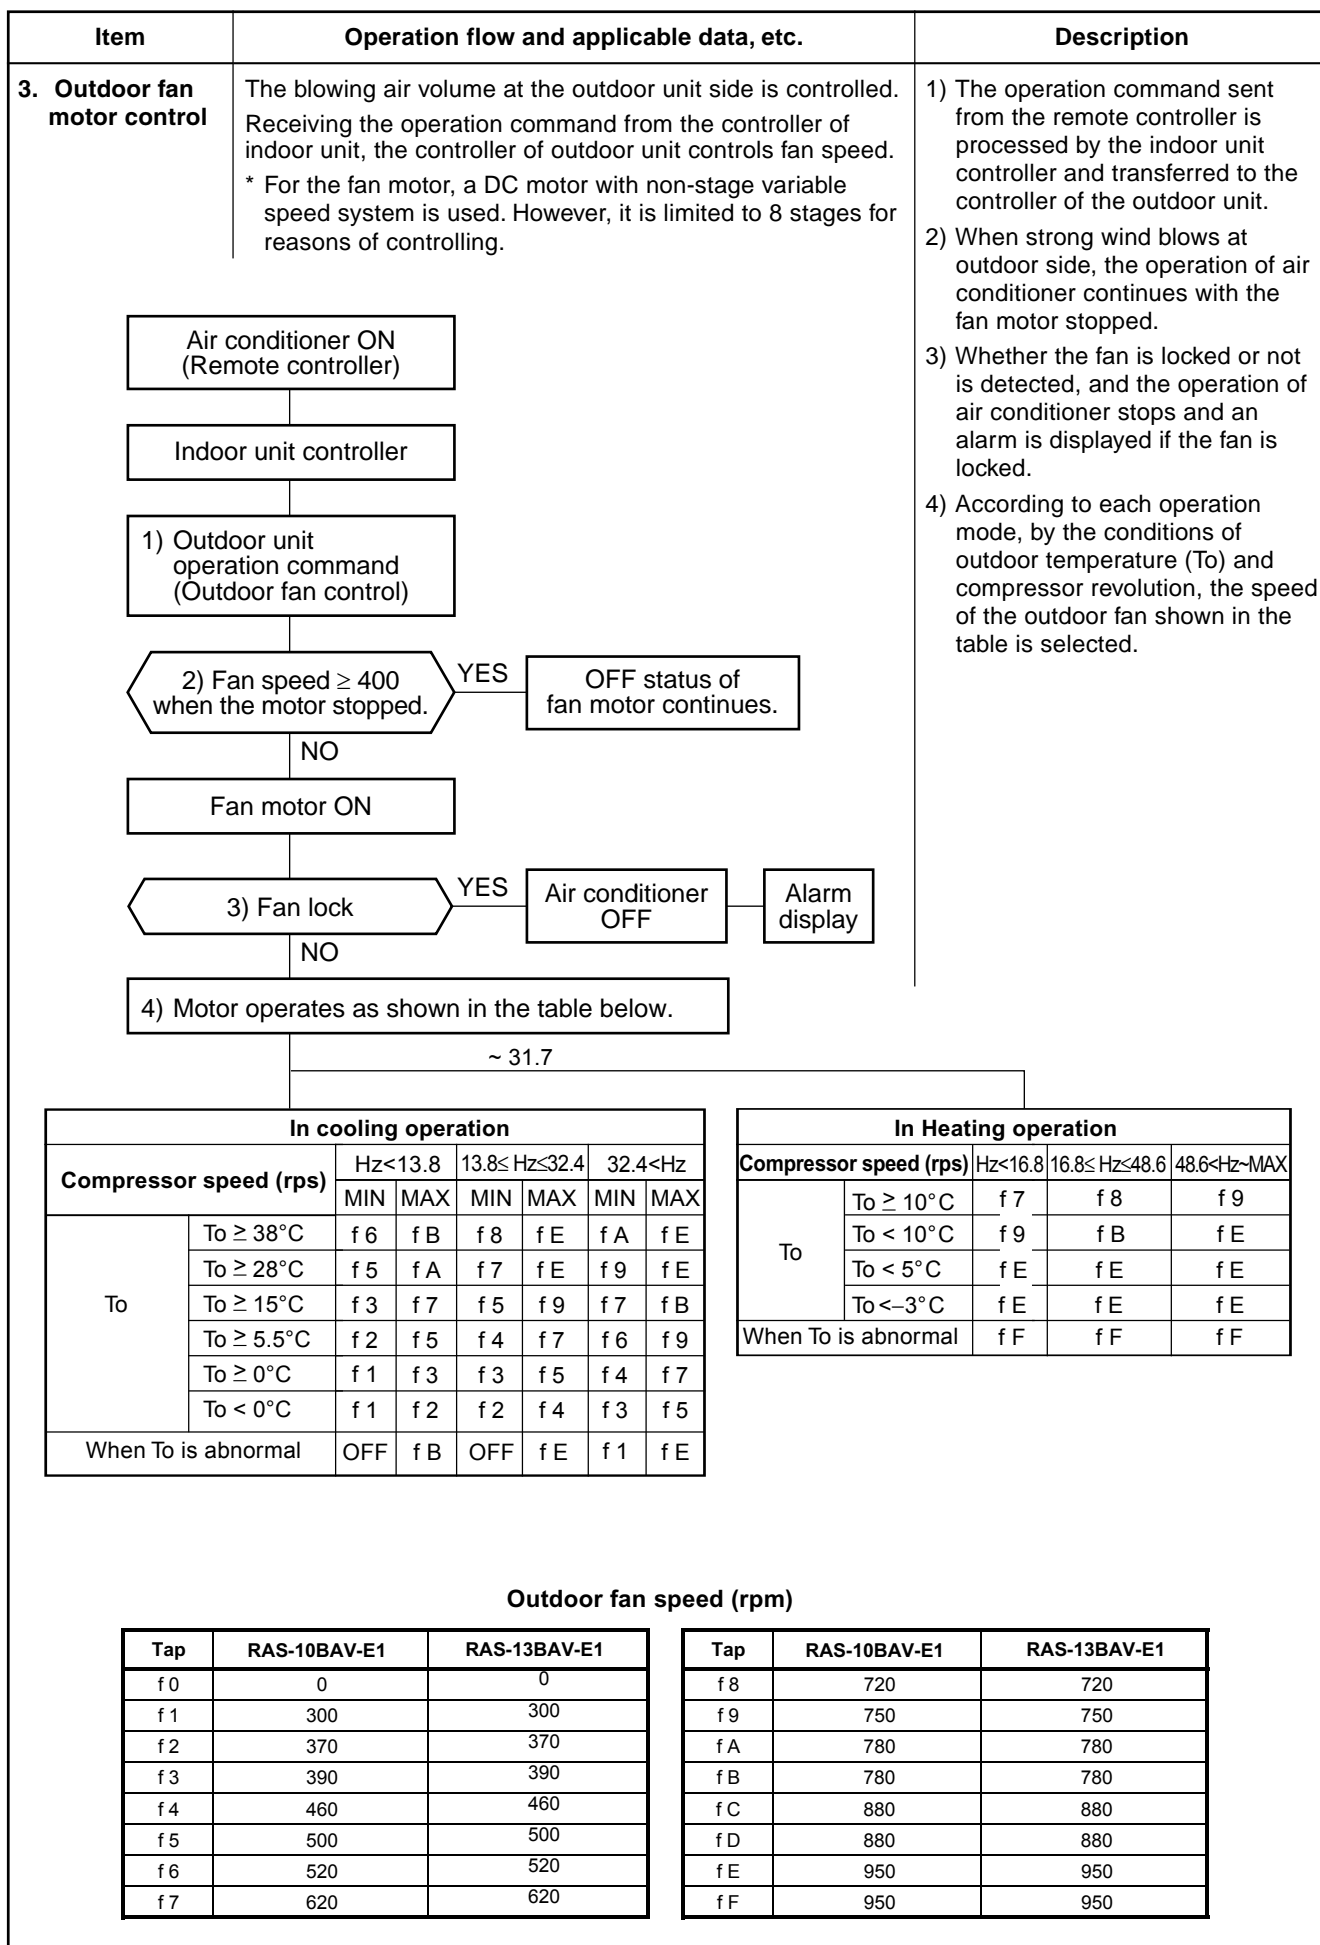 Item Operation flow and applicable data, etc. Description
3. Outdoor fan
motor control
The blowing air volume at the outdoor unit side is controlled.
Receiving the operation command from the controller of
indoor unit, the controller of outdoor unit controls fan speed.
* For the fan motor, a DC motor with non-stage variable
speed system is used. However, it is limited to 8 stages for
reasons of controlling.
1) The operation command sent
from the remote controller is
processed by the indoor unit
controller and transferred to the
controller of the outdoor unit.
2) When strong wind blows at
outdoor side, the operation of air
conditioner continues with the
fan motor stopped.
3) Whether the fan is locked or not
is detected, and the operation of
air conditioner stops and an
alarm is displayed if the fan is
locked.
4) According to each operation
mode, by the conditions of
outdoor temperature (To) and
compressor revolution, the speed
of the outdoor fan shown in the
table is selected.
Air conditioner ON
(Remote controller)
Indoor unit controller
1) Outdoor unit
operation command
(Outdoor fan control)
2) Fan speed ≥ 400
when the motor stopped.
YES
OFF status of
fan motor continues.
NO
Fan motor ON
3) Fan lock
YES
Air conditioner
OFF
Alarm
display
NO
4) Motor operates as shown in the table below.
~ 31.7
In cooling operation
Compressor speed (rps) Hz<13.8 13.8≤ Hz≤32.4 32.4<Hz
MIN MAX MIN MAX MIN MAX
To
To ≥ 38°C f 6 f B f 8 f E f A f E
To ≥ 28°C f 5 f A f 7 f E f 9 f E
To ≥ 15°C f 3 f 7 f 5 f 9 f 7 f B
To ≥ 5.5°C f 2 f 5 f 4 f 7 f 6 f 9
To ≥ 0°C f 1 f 3 f 3 f 5 f 4 f 7
To < 0°C f 1 f 2 f 2 f 4 f 3 f 5
When To is abnormal OFF f B OFF f E f 1 f E
In Heating operation
Compressor speed (rps) Hz<16.8 16.8≤ Hz≤48.6 48.6<Hz~MAX
To
To ≥ 10°C f 7 f 8 f 9
To < 10°C f 9 f B f E
To < 5°C f E f E f E
To <–3°C f E f E f E
When To is abnormal f F f F f F
Outdoor fan speed (rpm)
Tap RAS-10BAV-E1 RAS-13BAV-E1
f 0 0 0
f 1 300 300
f 2 370 370
f 3 390 390
f 4 460 460
f 5 500 500
f 6 520 520
f 7 620 620
Tap RAS-10BAV-E1 RAS-13BAV-E1
f 8 720 720
f 9 750 750
f A 780 780
f B 780 780
f C 880 880
f D 880 880
f E 950 950
f F 950 950